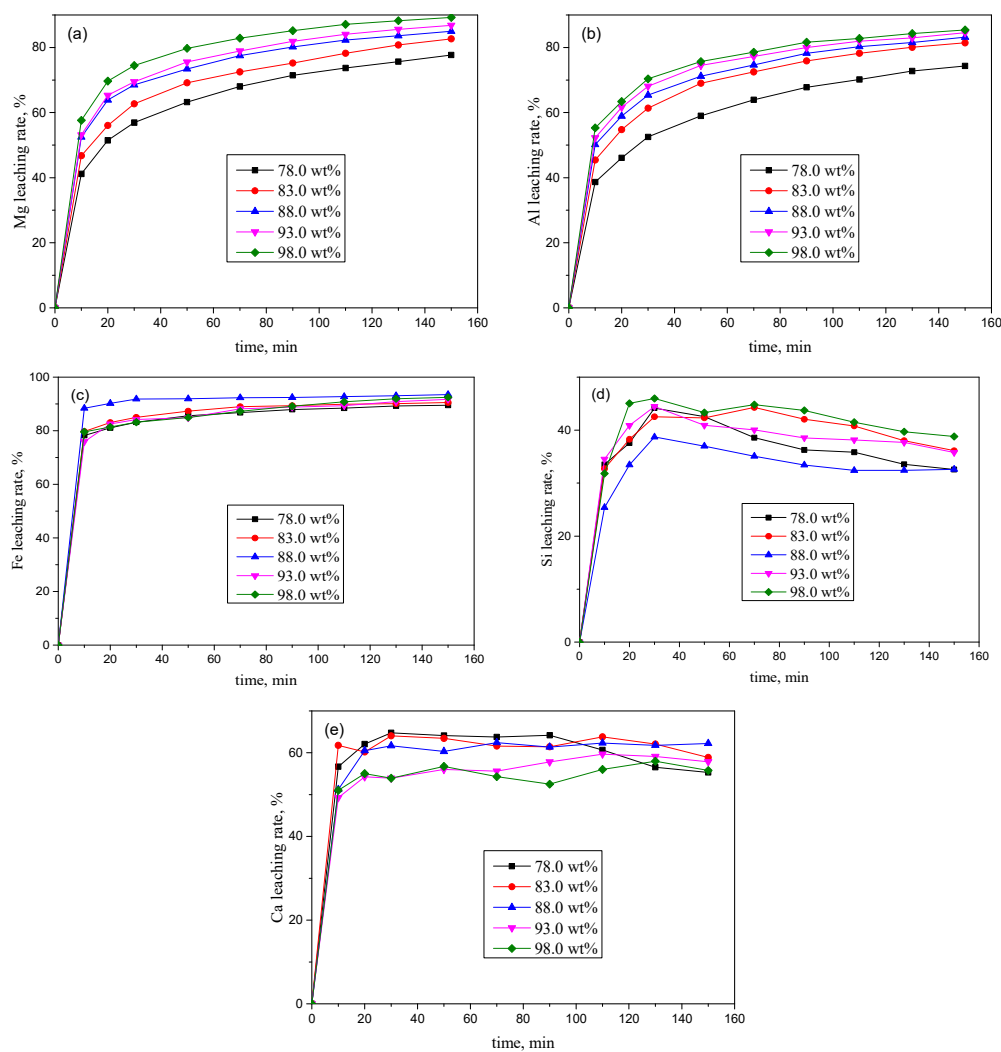 (a)
Mg leaching rate, %
80
60
40
20
0
78.0 wt%
83.0 wt%
88.0 wt%
93.0 wt%
98.0 wt%
0 20 40 60 80 100 120 140 160
time, min
(b)
Al leaching rate, %
80
60
40
20
0
78.0 wt%
83.0 wt%
88.0 wt%
93.0 wt%
98.0 wt%
0 20 40 60 80 100 120 140 160
time, min
(c)
Fe leaching rate, %
100
80
60
40
20
0
78.0 wt%
83.0 wt%
88.0 wt%
93.0 wt%
98.0 wt%
0 20 40 60 80 100 120 140 160
time, min
(d)
Si leaching rate, %
40
20
0
78.0 wt%
83.0 wt%
88.0 wt%
93.0 wt%
98.0 wt%
0 20 40 60 80 100 120 140 160
time, min
(e)
Ca leaching rate, %
60
40
20
0
78.0 wt%
83.0 wt%
88.0 wt%
93.0 wt%
98.0 wt%
0 20 40 60 80 100 120 140 160
time, min